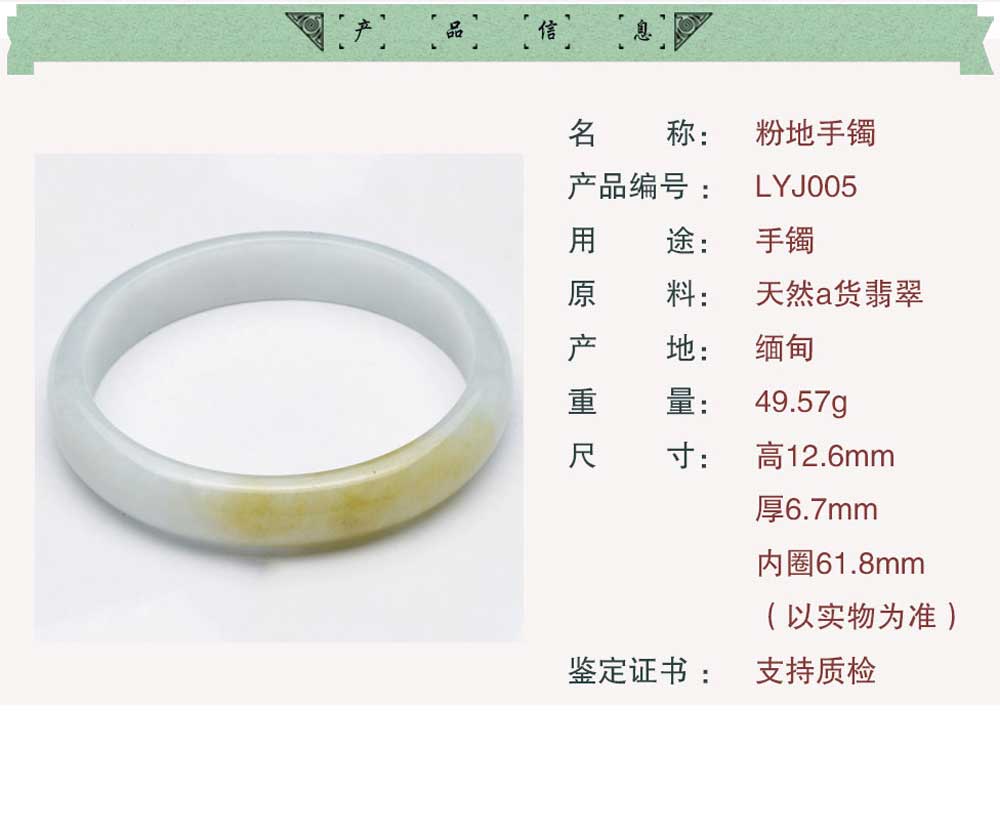 产品信息
名称：粉地手镯
产品编号：LYJ005
用途：手镯
原料：天然a货翡翠
产地：缅甸
重量：49.57g
尺寸：高12.6mm
厚6.7mm
内圈61.8mm
（以实物为准）
鉴定证书：支持质检